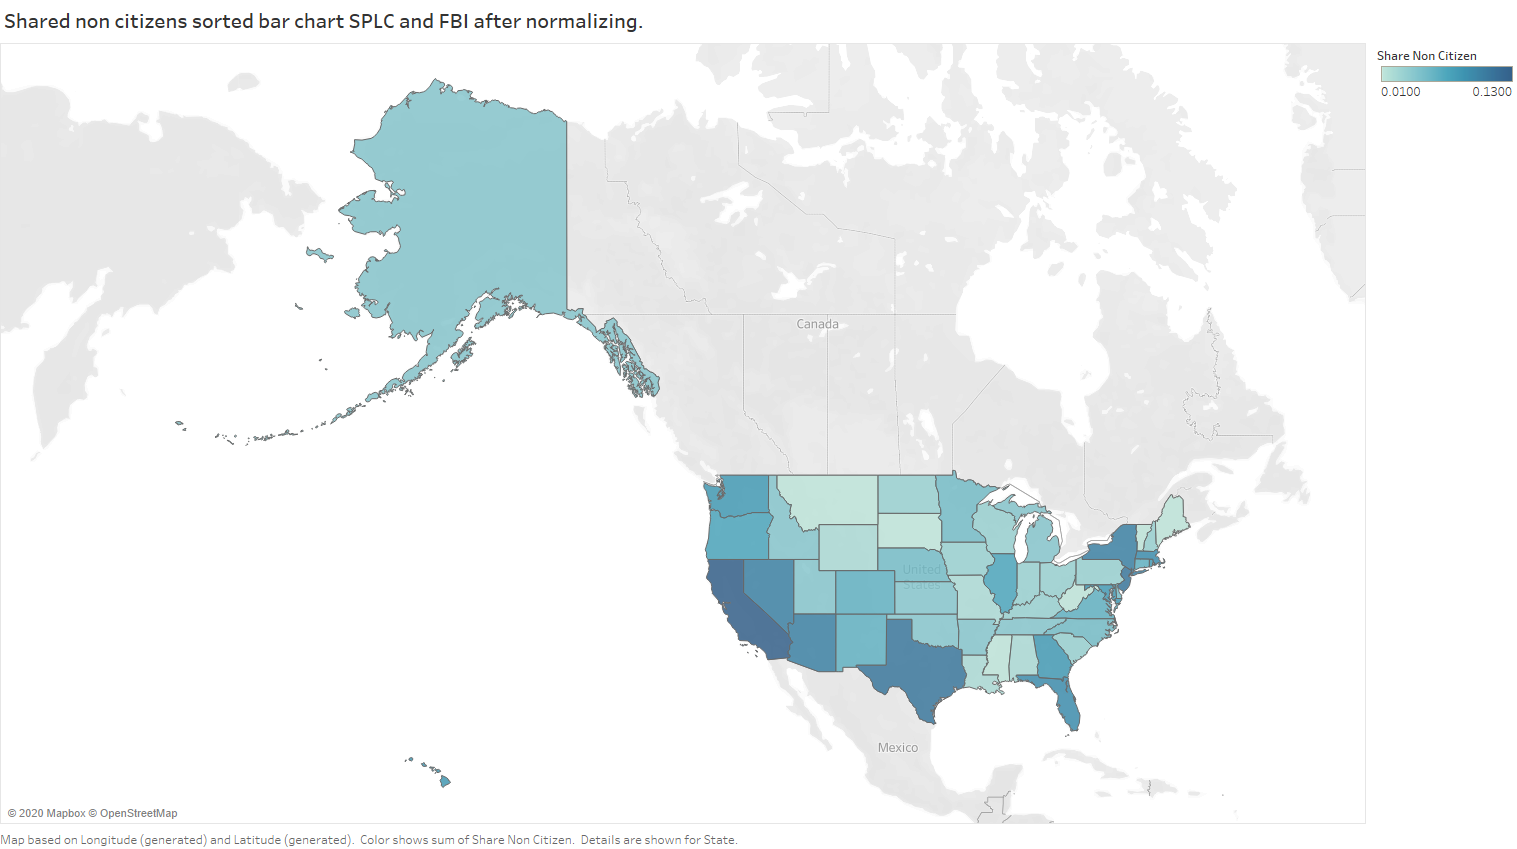 Shared non citizens sorted bar chart SPLC and FBI after normalizing.
Share Non Citizen
0.0100 0.1300
Canada
United
States
Mexico
© 2020 Mapbox © OpenStreetMap
Map based on Longitude (generated) and Latitude (generated). Color shows sum of Share Non Citizen. Details are shown for State.